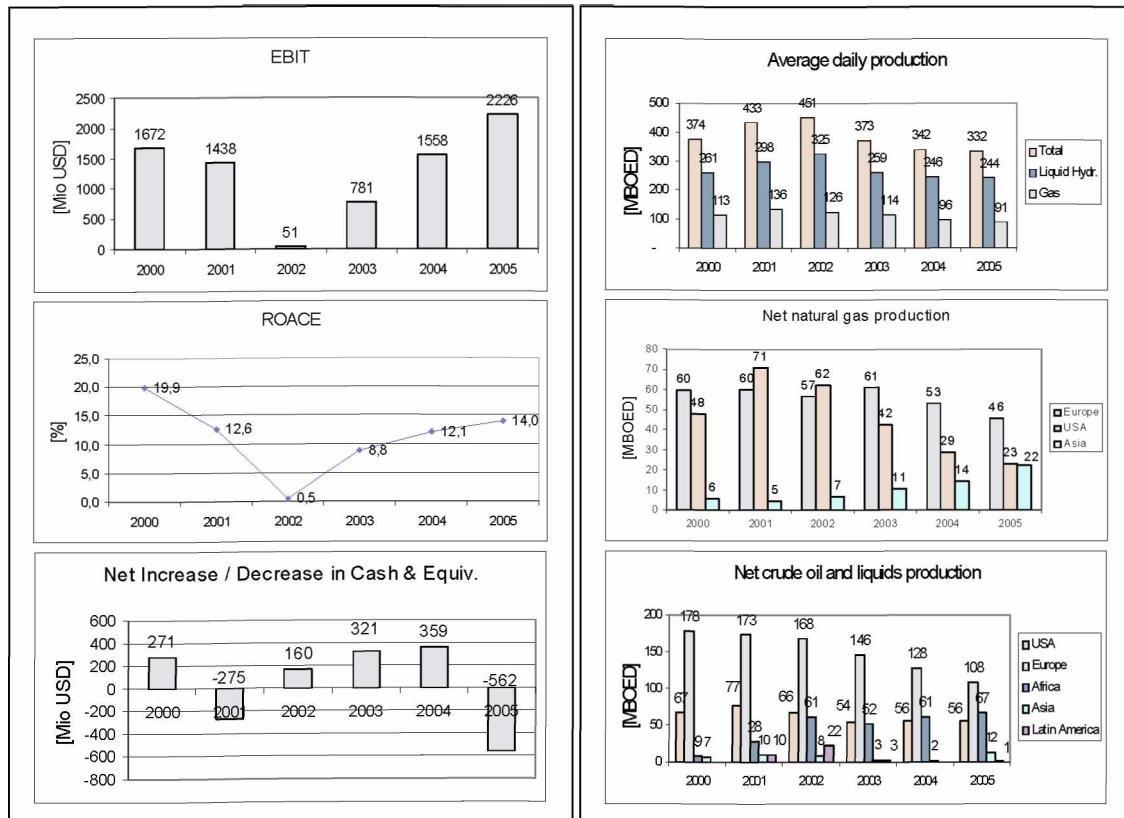 EBIT
[Mio USD]
2500
2000
1500
1000
500
0
1672
1438
51
781
1558
2226
2000 2001 2002 2003 2004 2005
ROACE
[%]
25,0
20,0
15,0
10,0
5,0
0,0
19,9
12,6
0,5
8,8
12,1
14,0
2000 2001 2002 2003 2004 2005
Net Increase / Decrease in Cash & Equiv.
[Mio USD]
600
400
200
0
-200
-400
-600
-800
271
-275
160
321
359
-562
2000 2001 2002 2003 2004 2005
Average daily production
[MBOED]
500
400
300
200
100
-
374 261 113
433 298 136
451 325 126
373 259 114
342 246 96
332 244 91
2000 2001 2002 2003 2004 2005
Total
Liquid Hydr.
Gas
Net natural gas production
[MBOED]
80
70
60
50
40
30
20
10
0
60 48 6
60 71 5
57 62 7
61 42 11
53 29 14
46 23 22
2000 2001 2002 2003 2004 2005
Europe
USA
Asia
Net crude oil and liquids production
[MBOED]
200
150
100
50
0
67 178 9 7
77 173 28 10 10
66 168 61 8 22
54 146 52 3 3
56 128 61 2
56 108 67 12 1
2000 2001 2002 2003 2004 2005
USA
Europe
Africa
Asia
Latin America